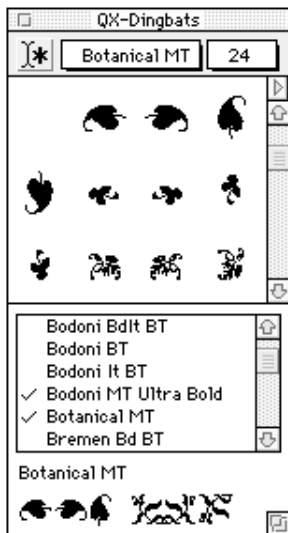 QX-Dingbats
Botanical MT 24
Bodoni BdIt BT
Bodoni BT
Bodoni It BT
✓ Bodoni MT Ultra Bold
✓ Botanical MT
Bremen Bd BT
Botanical MT